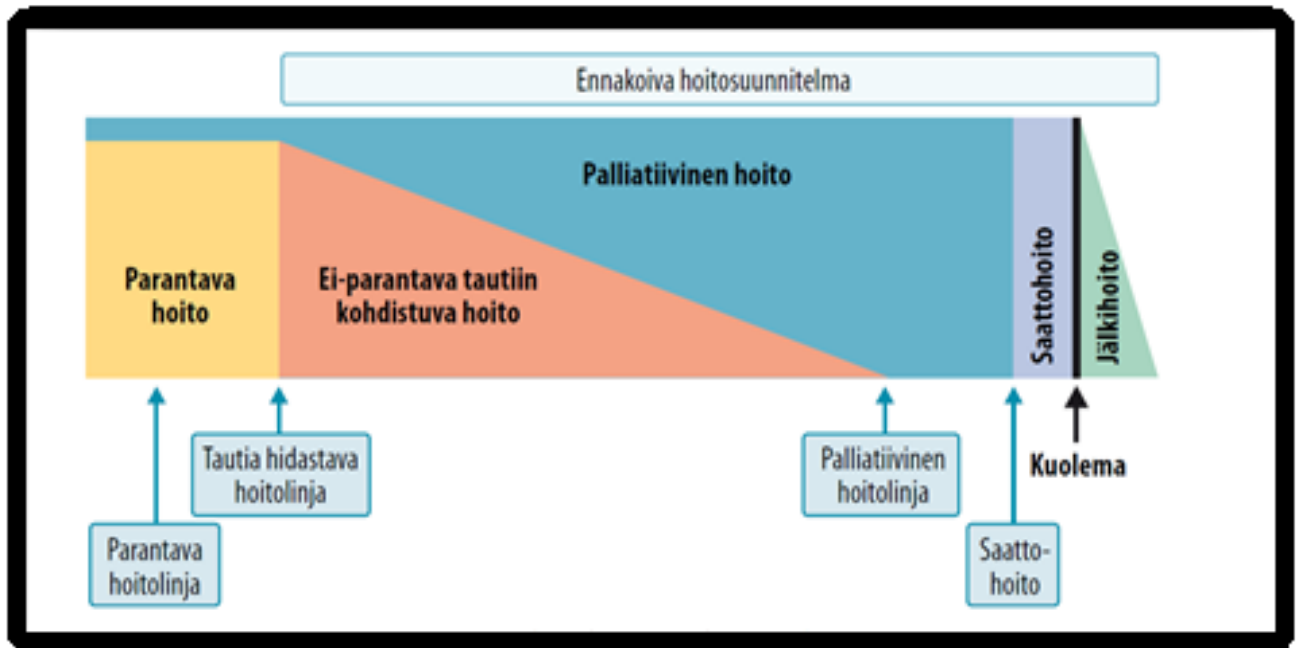 Ennakoiva hoitosuunnitelma
Palliatiivinen hoito
Parantava
hoito
Ei-parantava tautiin
kohdistuva hoito
Saattohoito
Jälkihoito
Tautia hidastava
hoitolinja
Palliatiivinen
hoitolinja
Kuolema
Parantava
hoitolinja
Saatto-
hoito